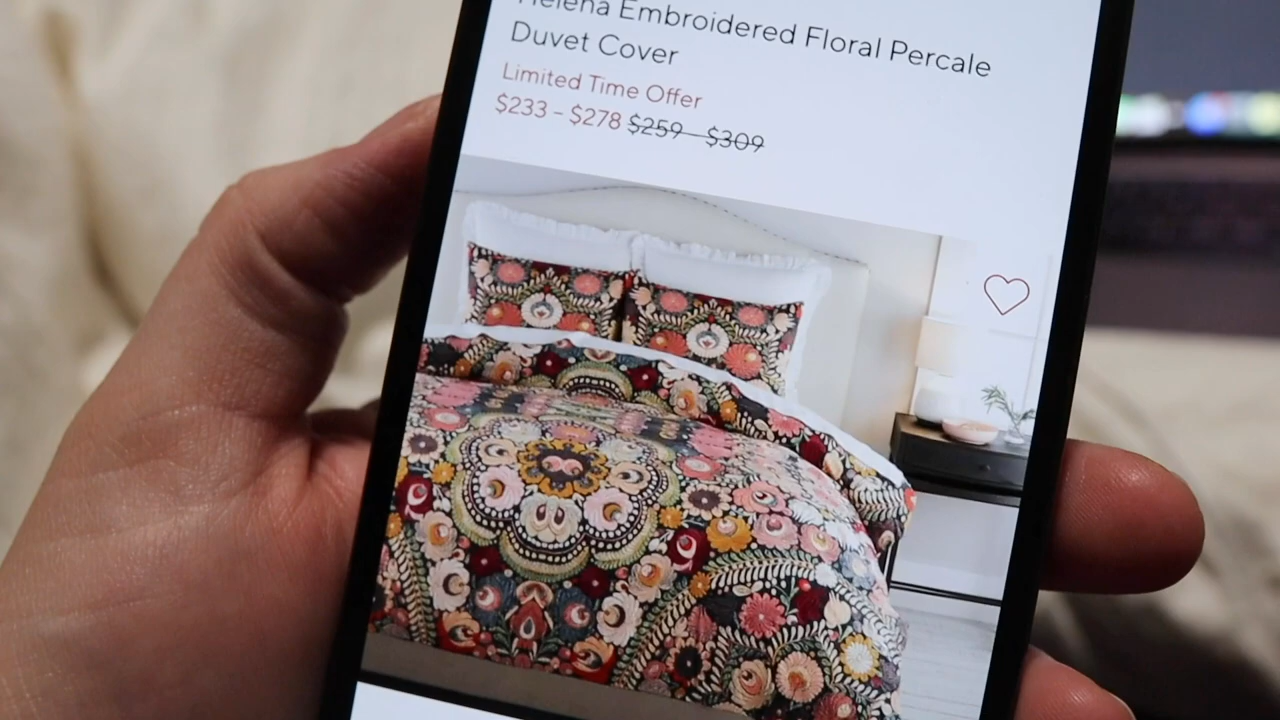 Helena Embroidered Floral Percale
Duvet Cover
Limited Time Offer
$233 – $278 $259 – $309